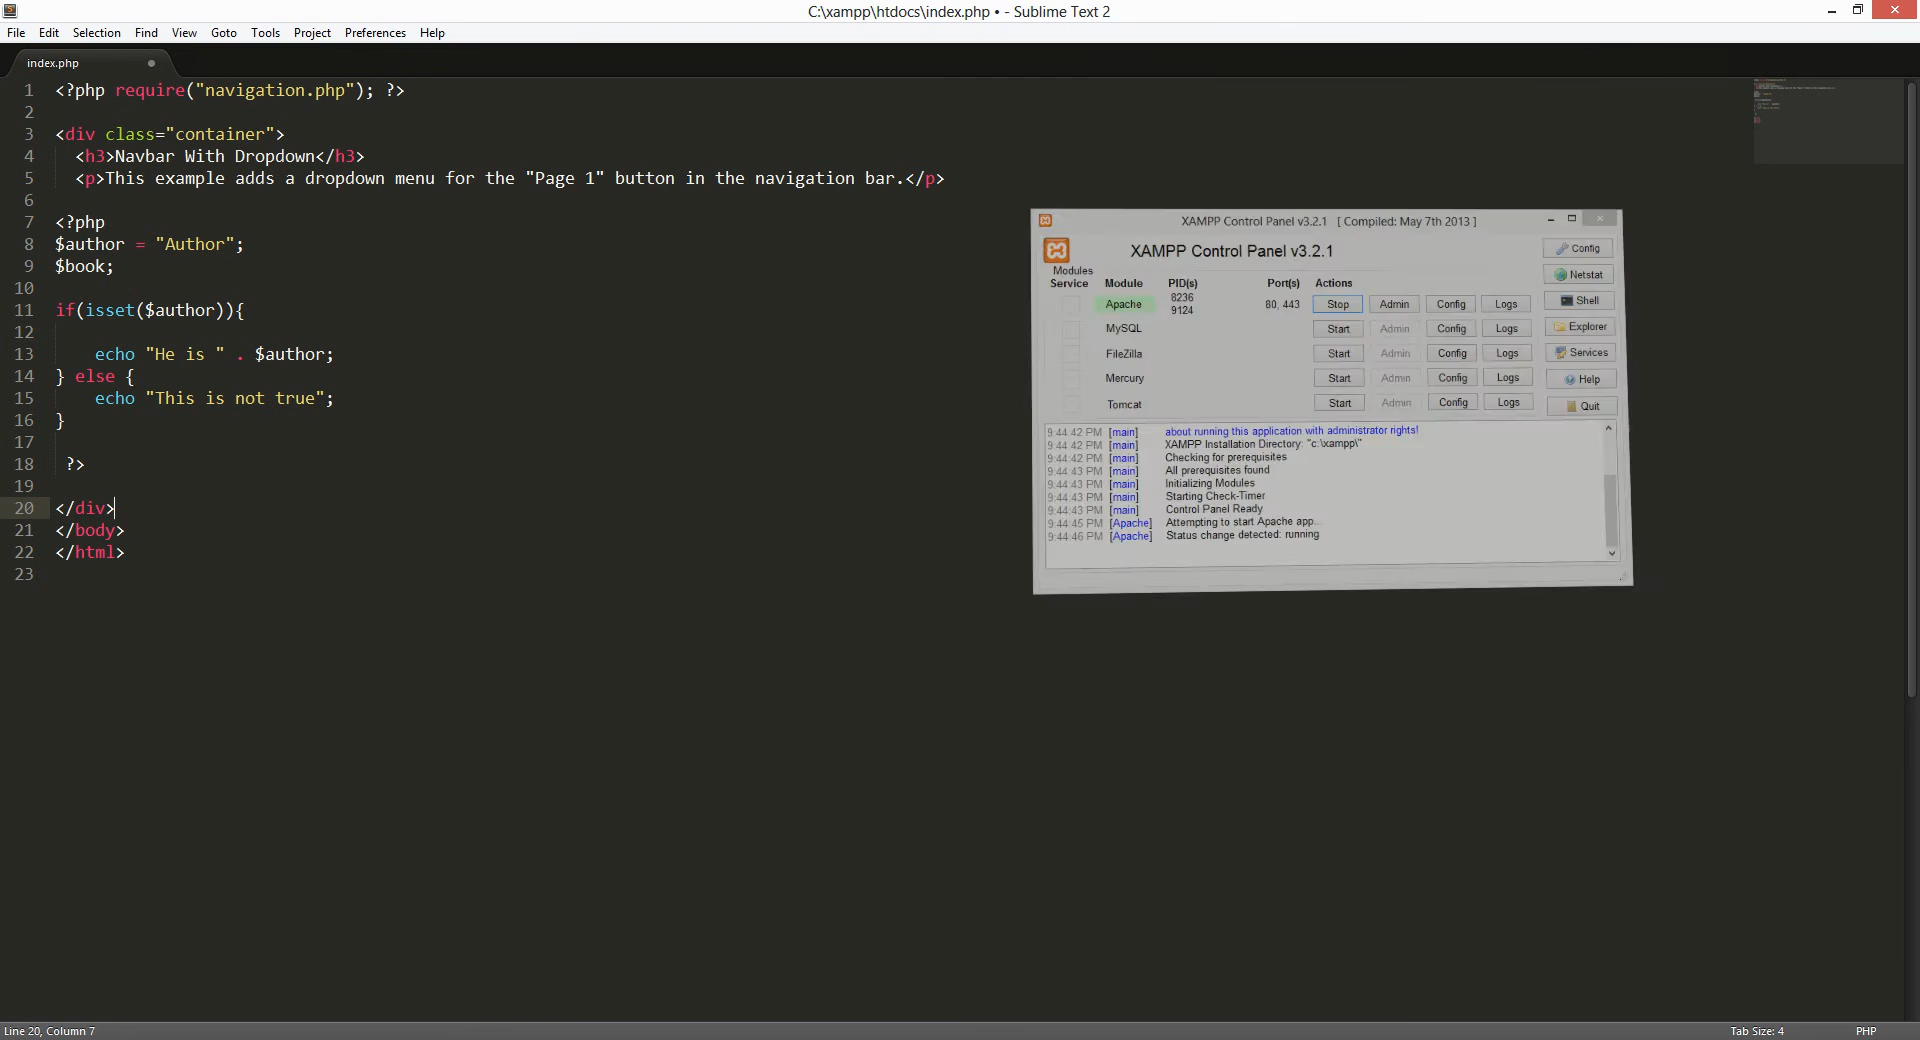 C:\xampp\htdocs\index.php • - Sublime Text 2
File Edit Selection Find View Goto Tools Project Preferences Help
index.php
1 <?php require("navigation.php"); ?>
2
3 <div class="container">
4 <h3>Navbar With Dropdown</h3>
5 <p>This example adds a dropdown menu for the "Page 1" button in the navigation bar.</p>
6
7 <?php
8 $author = "Author";
9 $book;
10
11 if(isset($author)){
12
13 echo "He is " . $author;
14 } else {
15 echo "This is not true";
16 }
17
18 ?>
19
20 </div>
21 </body>
22 </html>
23
XAMPP Control Panel v3.2.1 [ Compiled: May 7th 2013 ]
XAMPP Control Panel v3.2.1
Config
Netstat
Shell
Explorer
Services
Help
Quit
Modules
Service Module PID(s) Port(s) Actions
Apache 8236 9124 80, 443 Stop Admin Config Logs
MySQL Start Admin Config Logs
FileZilla Start Admin Config Logs
Mercury Start Admin Config Logs
Tomcat Start Admin Config Logs
9:44:42 PM [main] about running this application with administrator rights!
9:44:42 PM [main] XAMPP Installation Directory: "c:\xampp\"
9:44:42 PM [main] Checking for prerequisites
9:44:43 PM [main] All prerequisites found
9:44:43 PM [main] Initializing Modules
9:44:43 PM [main] Starting Check-Timer
9:44:43 PM [main] Control Panel Ready
9:44:45 PM [Apache] Attempting to start Apache app...
9:44:46 PM [Apache] Status change detected: running
Line 20, Column 7
Tab Size: 4
PHP